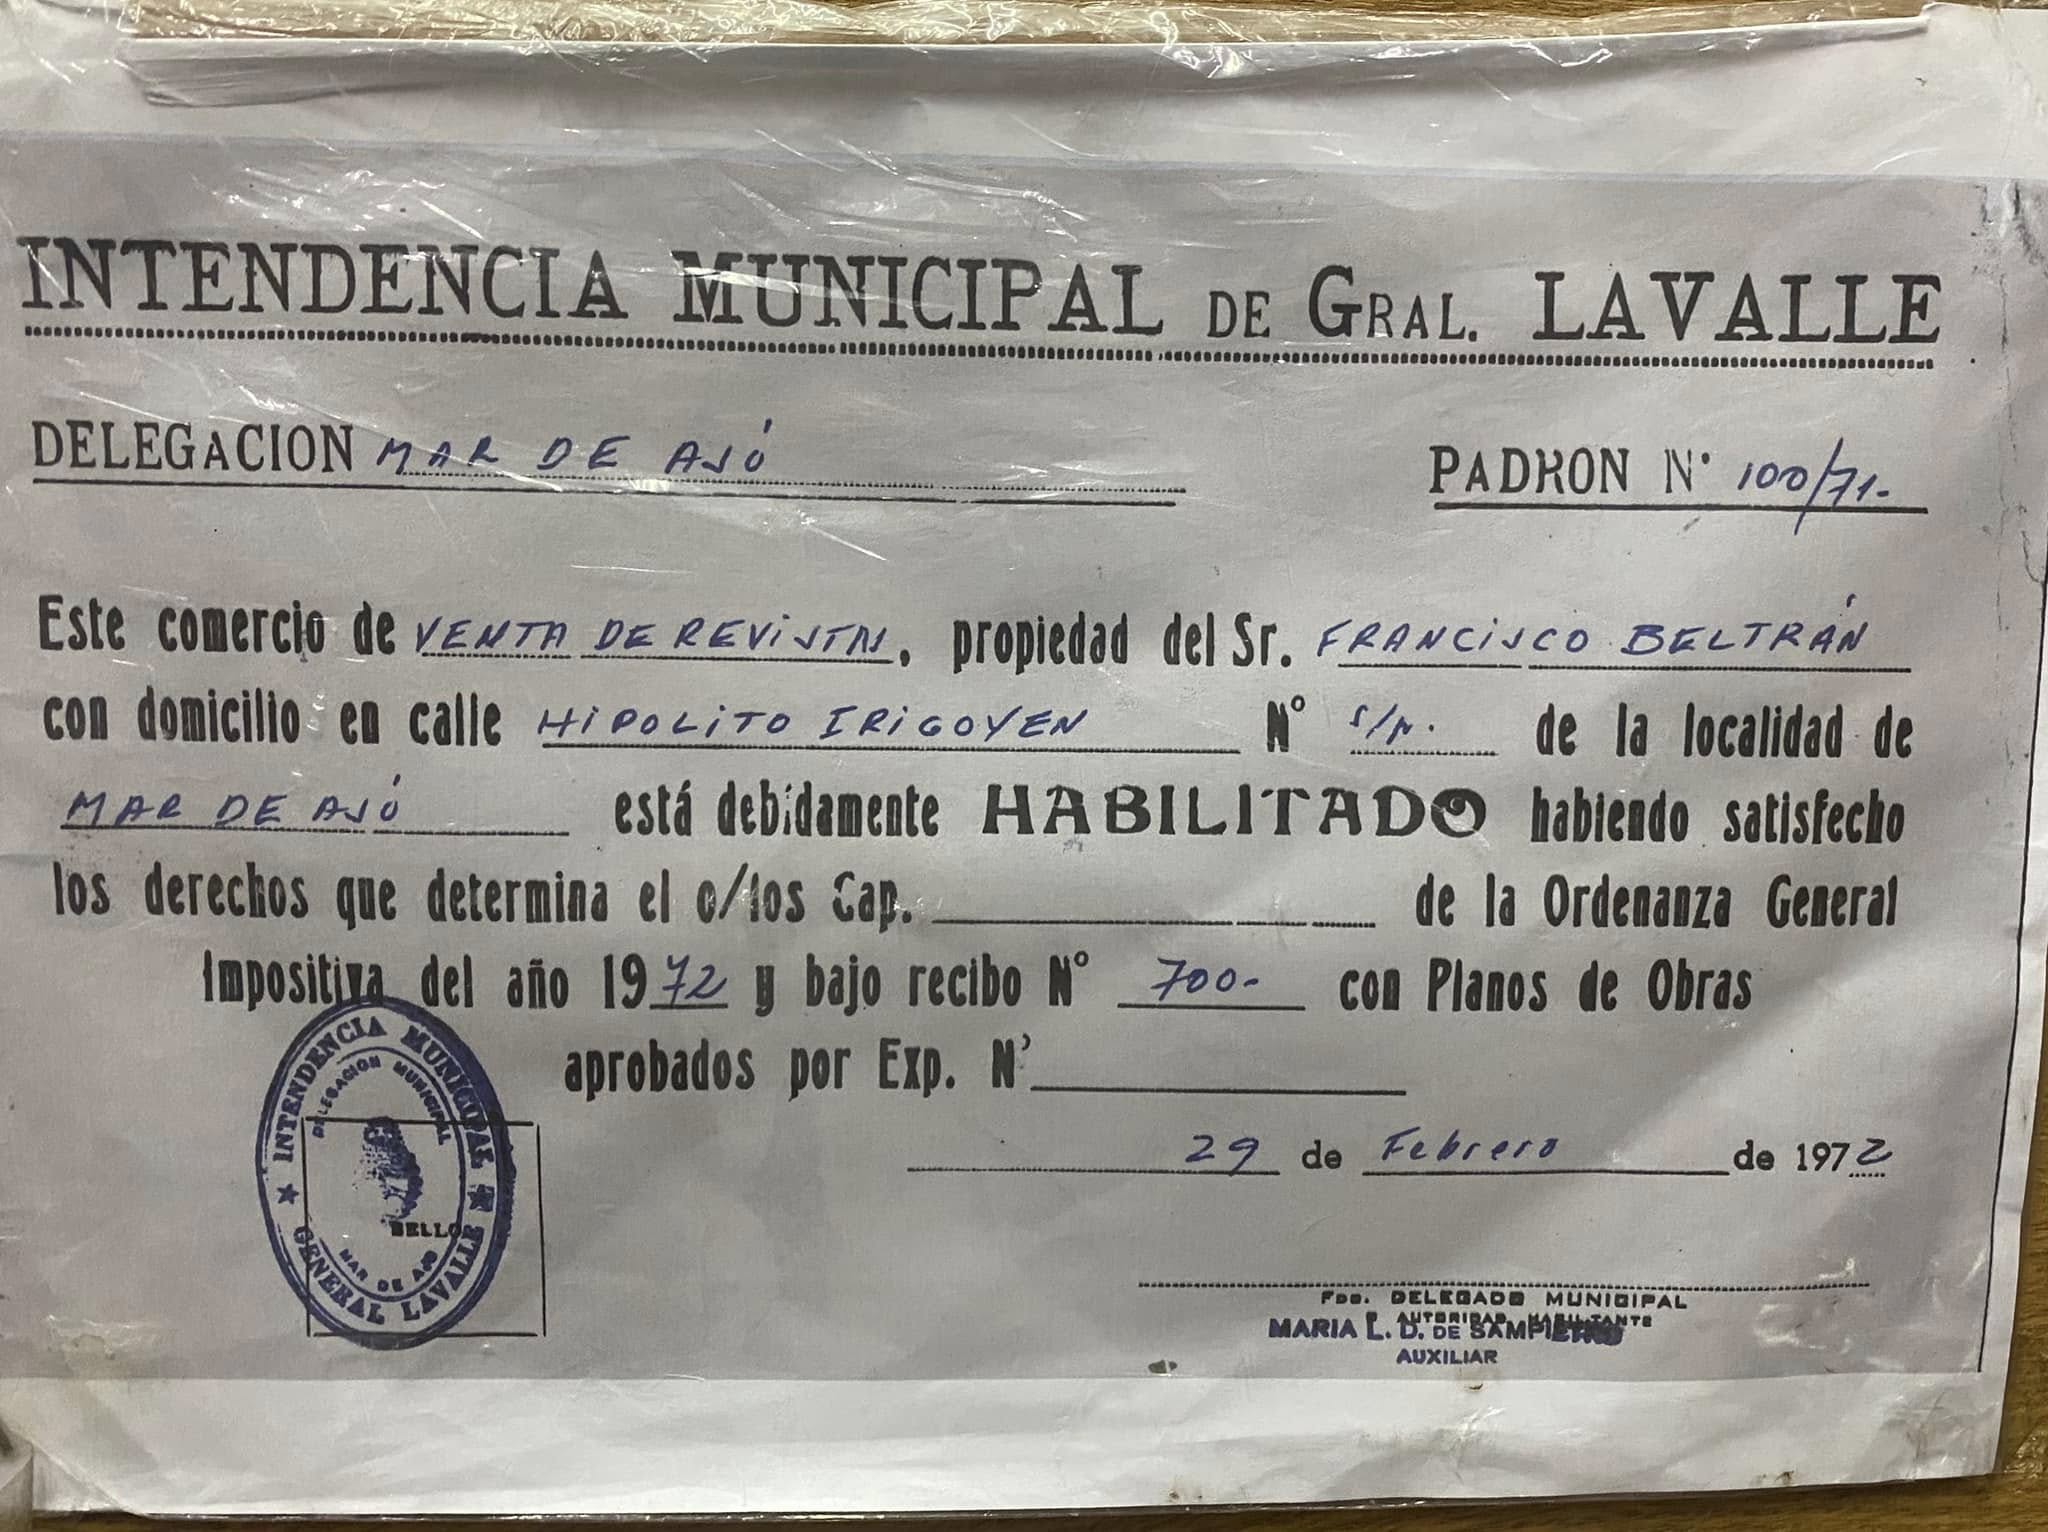 INTENDENCIA MUNICIPAL DE GRAL. LAVALLE
DELEGACION MAR DE AJÓ PADRON N° 100/71.-
Este comercio de VENTA DE REVISTAS, propiedad del Sr. FRANCISCO BELTRÁN
con domicilio en calle HIPOLITO IRIGOYEN N° s/n. de la localidad de
MAR DE AJÓ está debidamente HABILITADO habiendo satisfecho
los derechos que determina el o/los Cap. de la Ordenanza General
Impositiva del año 1972 y bajo recibo N° 700- con Planos de Obras
aprobados por Exp. N°
29 de Febrero de 1972
INTENDENCIA MUNICIPAL
DELEGACION MUNICIPAL
SELLO
MAR DE AJO
GENERAL LAVALLE
Fdo. DELEGADO MUNICIPAL
AUTORIDAD HABILITANTE
MARIA L. D. DE SAMPIETRO
AUXILIAR